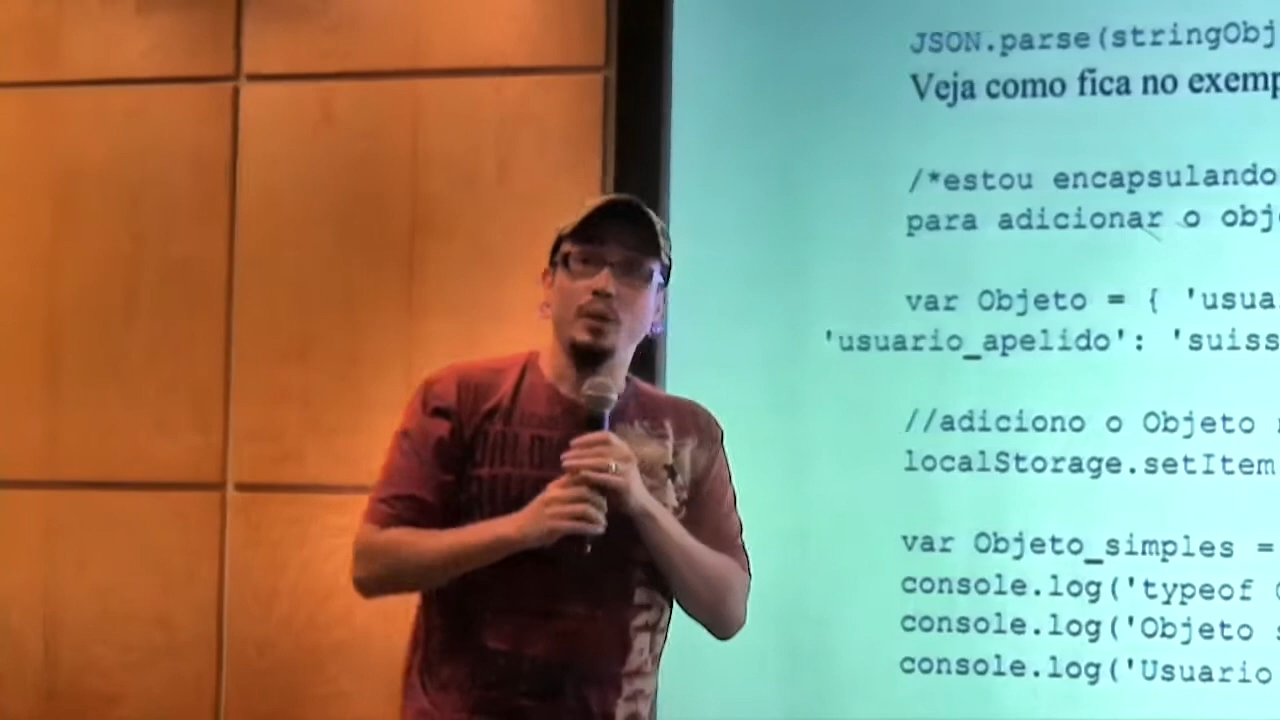 JSON.parse(stringObj
Veja como fica no exemp
/*estou encapsulando
para adicionar o obj
var Objeto = { 'usua
'usuario_apelido': 'suiss
//adiciono o Objeto
localStorage.setItem
var Objeto_simples =
console.log('typeof
console.log('Objeto
console.log('Usuario